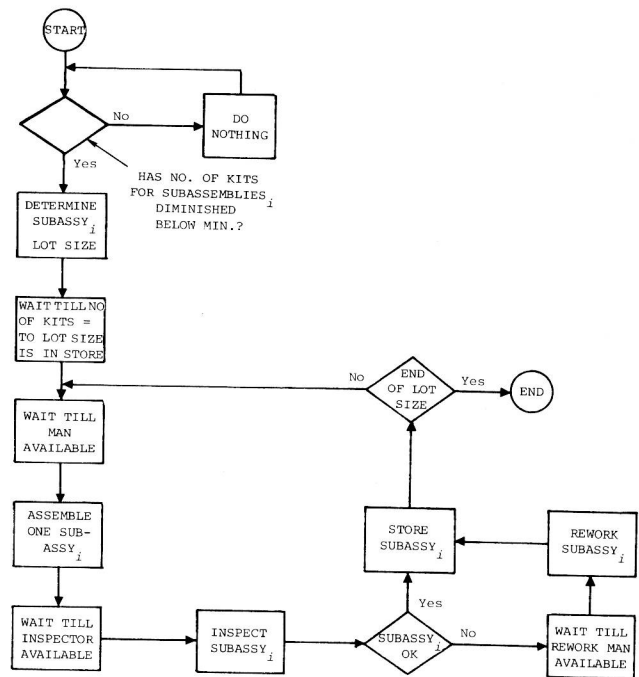 START
No
DO
NOTHING
Yes
HAS NO. OF KITS
FOR SUBASSEMBLIES i
DIMINISHED
BELOW MIN.?
DETERMINE
SUBASSY i
LOT SIZE
WAIT TILL NO
OF KITS =
TO LOT SIZE
IS IN STORE
No
END
OF LOT
SIZE
Yes
END
WAIT TILL
MAN
AVAILABLE
ASSEMBLE
ONE SUB-
ASSY i
STORE
SUBASSY i
REWORK
SUBASSY i
Yes
WAIT TILL
INSPECTOR
AVAILABLE
INSPECT
SUBASSY i
SUBASSY i
OK
No
WAIT TILL
REWORK MAN
AVAILABLE